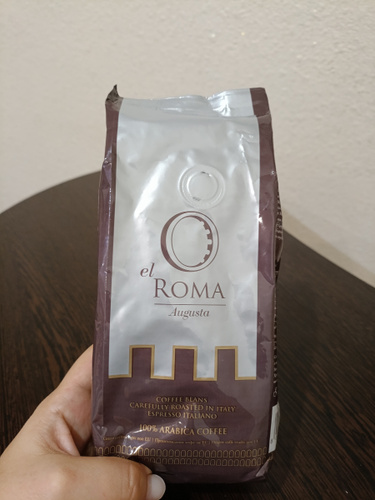 el
ROMA
Augusta
COFFEE BEANS
CAREFULLY ROASTED IN ITALY
ESPRESSO ITALIANO
100% ARABICA COFFEE